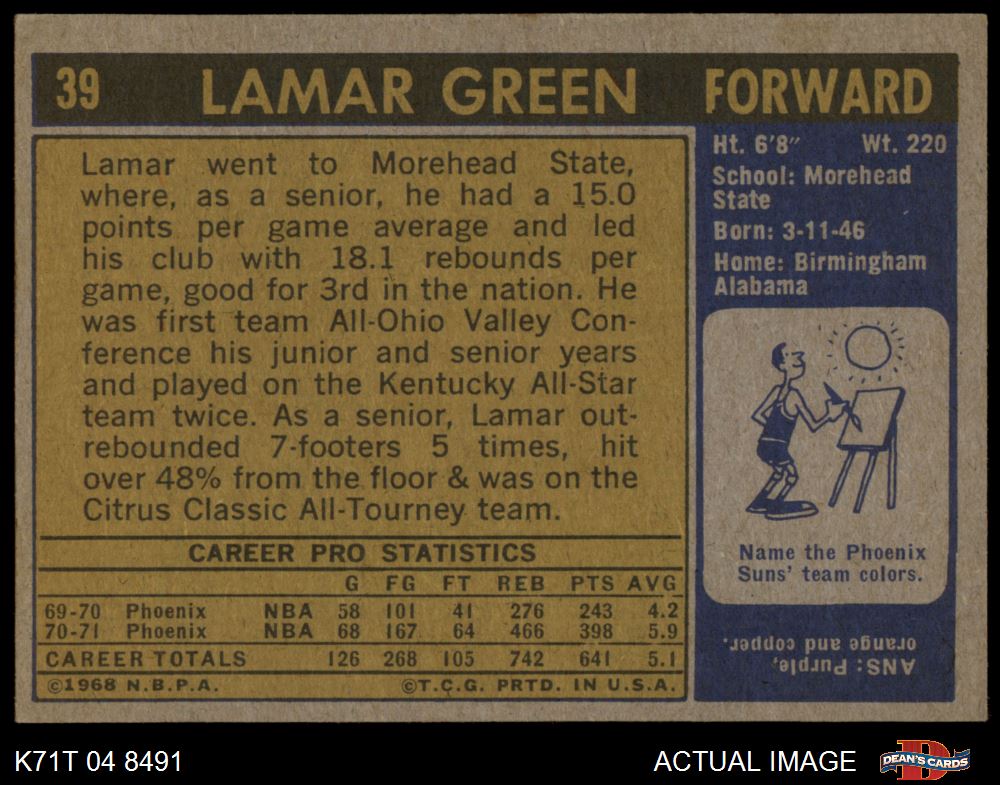 39 LAMAR GREEN FORWARD
Lamar went to Morehead State,
where, as a senior, he had a 15.0
points per game average and led
his club with 18.1 rebounds per
game, good for 3rd in the nation. He
was first team All-Ohio Valley Con-
ference his junior and senior years
and played on the Kentucky All-Star
team twice. As a senior, Lamar out-
rebounded 7-footers 5 times, hit
over 48% from the floor & was on the
Citrus Classic All-Tourney team.
CAREER PRO STATISTICS
G FG FT REB PTS AVG
69-70 Phoenix NBA 58 101 41 276 243 4.2
70-71 Phoenix NBA 68 167 64 466 398 5.9
CAREER TOTALS 126 268 105 742 641 5.1
©1968 N.B.P.A. ©T.C.G. PRTD. IN U.S.A.
Ht. 6'8" Wt. 220
School: Morehead
State
Born: 3-11-46
Home: Birmingham
Alabama
Name the Phoenix
Suns' team colors.
ANS: Purple,
orange and copper.
K71T 04 8491 ACTUAL IMAGE D DEAN'S CARDS